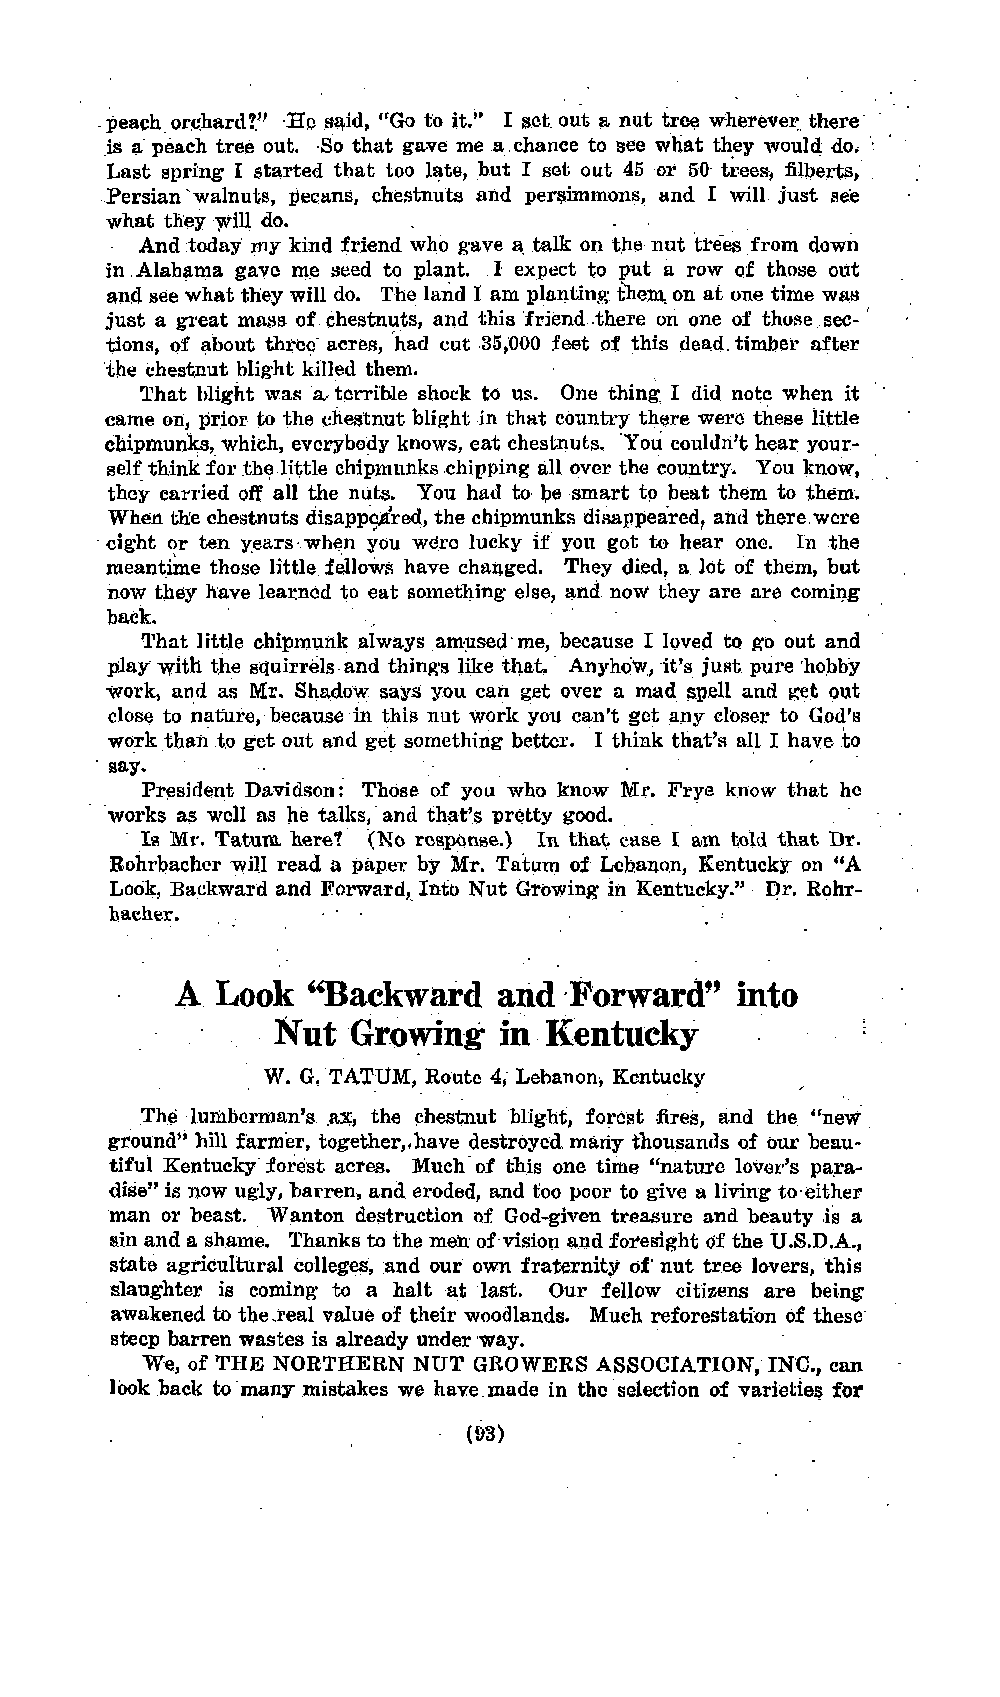 peach orchard?" He said, "Go to it." I set out a nut tree wherever there
is a peach tree out. So that gave me a chance to see what they would do.
Last spring I started that too late, but I set out 45 or 50 trees, filberts,
Persian walnuts, pecans, chestnuts and persimmons, and I will just see
what they will do.
And today my kind friend who gave a talk on the nut trees from down
in Alabama gave me seed to plant. I expect to put a row of those out
and see what they will do. The land I am planting them on at one time was
just a great mass of chestnuts, and this friend there on one of those sec-
tions, of about three acres, had cut 35,000 feet of this dead timber after
the chestnut blight killed them.
That blight was a terrible shock to us. One thing I did note when it
came on, prior to the chestnut blight in that country there were these little
chipmunks, which, everybody knows, eat chestnuts. You couldn't hear your-
self think for the little chipmunks chipping all over the country. You know,
they carried off all the nuts. You had to be smart to beat them to them.
When the chestnuts disappeared, the chipmunks disappeared, and there were
eight or ten years when you were lucky if you got to hear one. In the
meantime those little fellows have changed. They died, a lot of them, but
now they have learned to eat something else, and now they are are coming
back.
That little chipmunk always amused me, because I loved to go out and
play with the squirrels and things like that. Anyhow, it's just pure hobby
work, and as Mr. Shadow says you can get over a mad spell and get out
close to nature, because in this nut work you can't get any closer to God's
work than to get out and get something better. I think that's all I have to
say.
President Davidson: Those of you who know Mr. Frye know that he
works as well as he talks, and that's pretty good.
Is Mr. Tatum here? (No response.) In that case I am told that Dr.
Rohrbacher will read a paper by Mr. Tatum of Lebanon, Kentucky on "A
Look, Backward and Forward, Into Nut Growing in Kentucky." Dr. Rohr-
bacher.
A Look "Backward and Forward" into
Nut Growing in Kentucky
W. G. TATUM, Route 4, Lebanon, Kentucky
The lumberman's ax, the chestnut blight, forest fires, and the "new
ground" hill farmer, together, have destroyed many thousands of our beau-
tiful Kentucky forest acres. Much of this one time "nature lover's para-
dise" is now ugly, barren, and eroded, and too poor to give a living to either
man or beast. Wanton destruction of God-given treasure and beauty is a
sin and a shame. Thanks to the men of vision and foresight of the U.S.D.A.,
state agricultural colleges, and our own fraternity of nut tree lovers, this
slaughter is coming to a halt at last. Our fellow citizens are being
awakened to the real value of their woodlands. Much reforestation of these
steep barren wastes is already under way.
We, of THE NORTHERN NUT GROWERS ASSOCIATION, INC., can
look back to many mistakes we have made in the selection of varieties for
(93)